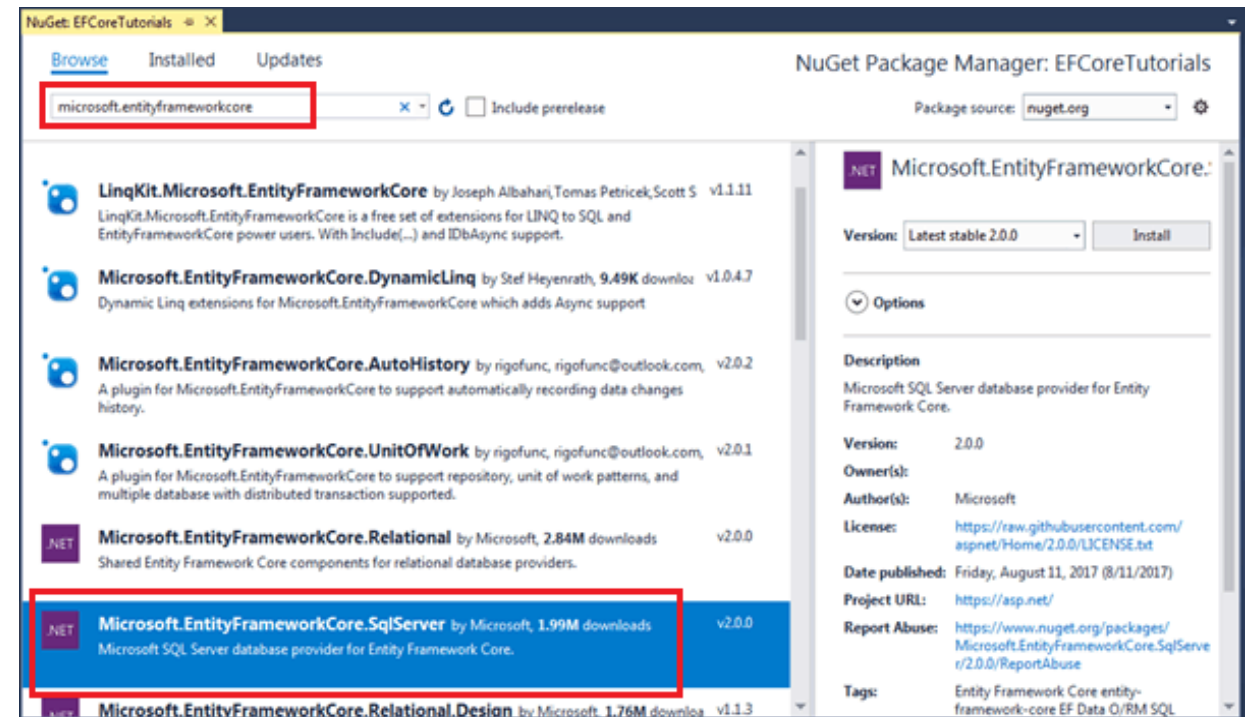 NuGet: EFCoreTutorials
Browse Installed Updates
NuGet Package Manager: EFCoreTutorials
microsoft.entityframeworkcore
Include prerelease
Package source: nuget.org
LinqKit.Microsoft.EntityFrameworkCore by Joseph Albahari,Tomas Petricek,Scott S v1.1.11
LinqKit.Microsoft.EntityFrameworkCore is a free set of extensions for LINQ to SQL and
EntityFrameworkCore power users. With Include(...) and IDbAsync support.
Microsoft.EntityFrameworkCore.DynamicLinq by Stef Heyenrath, 9.49K downloa v1.0.4.7
Dynamic Linq extensions for Microsoft.EntityFrameworkCore which adds Async support
Microsoft.EntityFrameworkCore.AutoHistory by rigofunc, rigofunc@outlook.com, v2.0.2
A plugin for Microsoft.EntityFrameworkCore to support automatically recording data changes
history.
Microsoft.EntityFrameworkCore.UnitOfWork by rigofunc, rigofunc@outlook.com, v2.0.1
A plugin for Microsoft.EntityFrameworkCore to support repository, unit of work patterns, and
multiple database with distributed transaction supported.
.NET
Microsoft.EntityFrameworkCore.Relational by Microsoft, 2.84M downloads v2.0.0
Shared Entity Framework Core components for relational database providers.
.NET
Microsoft.EntityFrameworkCore.SqlServer by Microsoft, 1.99M downloads v2.0.0
Microsoft SQL Server database provider for Entity Framework Core.
.NET
Microsoft.EntityFrameworkCore.Relational.Design by Microsoft, 1.76M downloa v1.1.3
.NET
Microsoft.EntityFrameworkCore.
Version: Latest stable 2.0.0 Install
Options
Description
Microsoft SQL Server database provider for Entity
Framework Core.
Version: 2.0.0
Owner(s):
Author(s): Microsoft
License: https://raw.githubusercontent.com/
aspnet/Home/2.0.0/LICENSE.txt
Date published: Friday, August 11, 2017 (8/11/2017)
Project URL: https://asp.net/
Report Abuse: https://www.nuget.org/packages/
Microsoft.EntityFrameworkCore.SqlServe
r/2.0.0/ReportAbuse
Tags: Entity Framework Core entity-
framework-core EF Data O/RM SQL